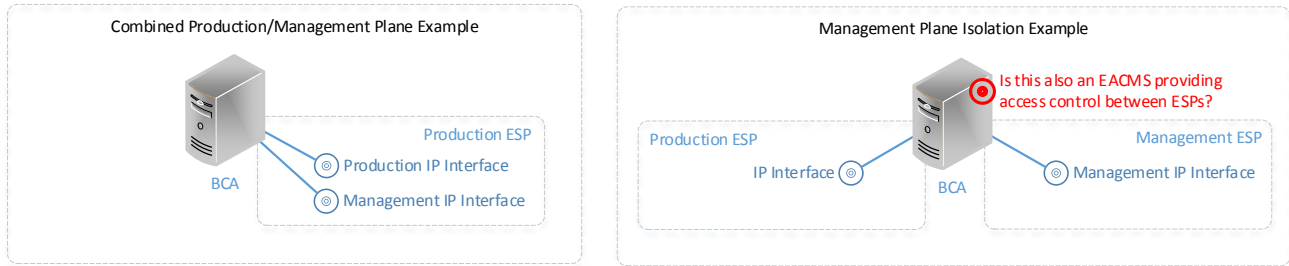 Combined Production/Management Plane Example
Production ESP
Production IP Interface
Management IP Interface
BCA
Management Plane Isolation Example
Is this also an EACMS providing
access control between ESPs?
Production ESP
Management ESP
IP Interface
Management IP Interface
BCA